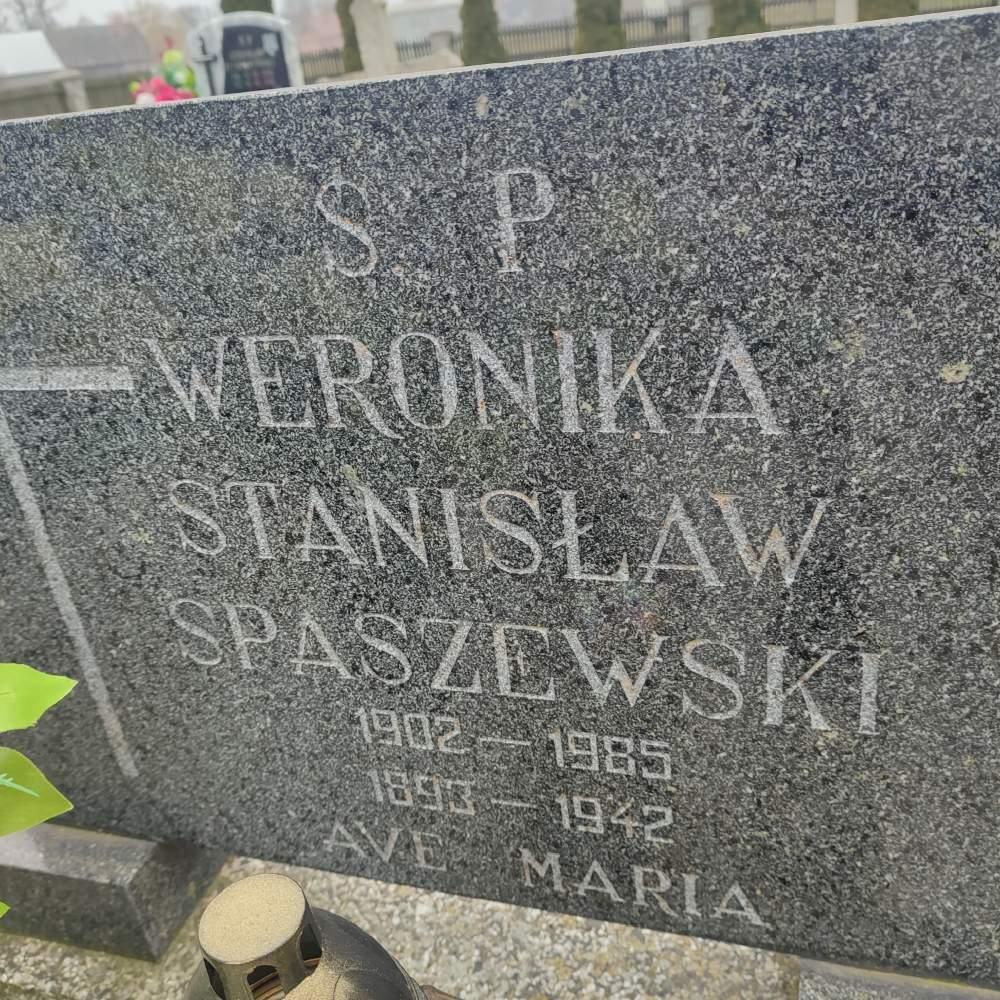 S. P.
WERONIKA
STANISŁAW
SPASZEWSKI
1902 — 1985
1893 — 1942
AVE MARIA